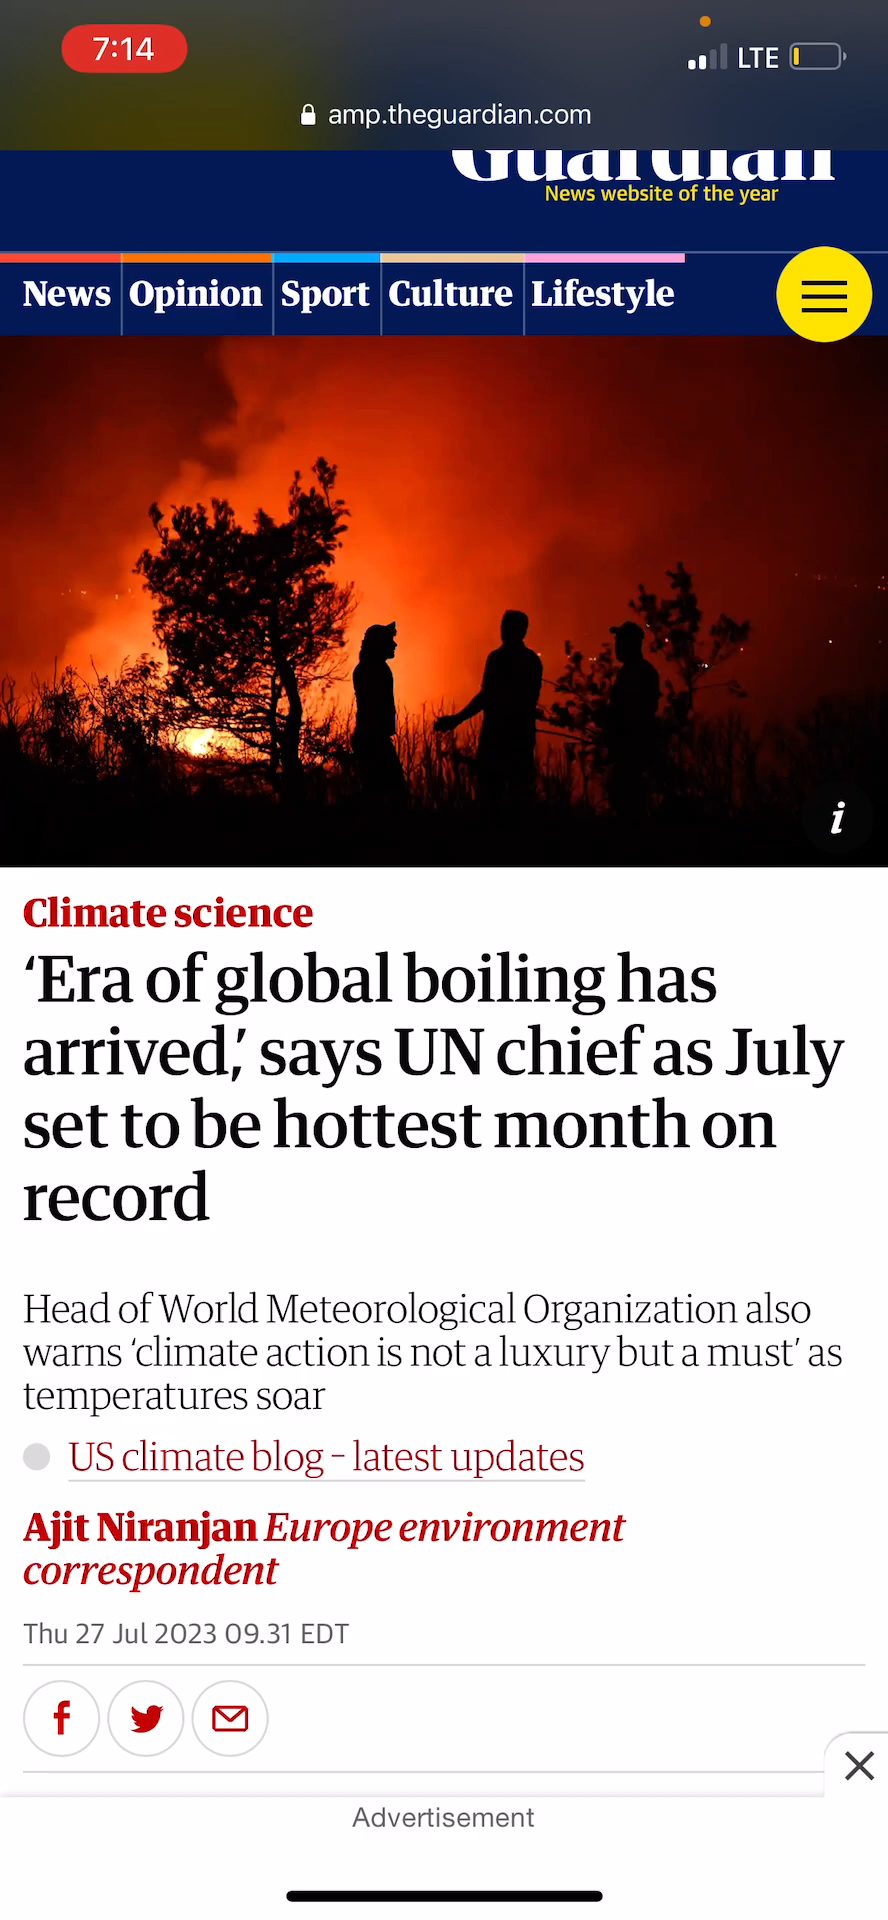 7:14
LTE
amp.theguardian.com
Guardian
News website of the year
News Opinion Sport Culture Lifestyle
i
Climate science
‘Era of global boiling has
arrived,’ says UN chief as July
set to be hottest month on
record
Head of World Meteorological Organization also
warns ‘climate action is not a luxury but a must’ as
temperatures soar
US climate blog – latest updates
Ajit Niranjan Europe environment
correspondent
Thu 27 Jul 2023 09.31 EDT
f
Advertisement